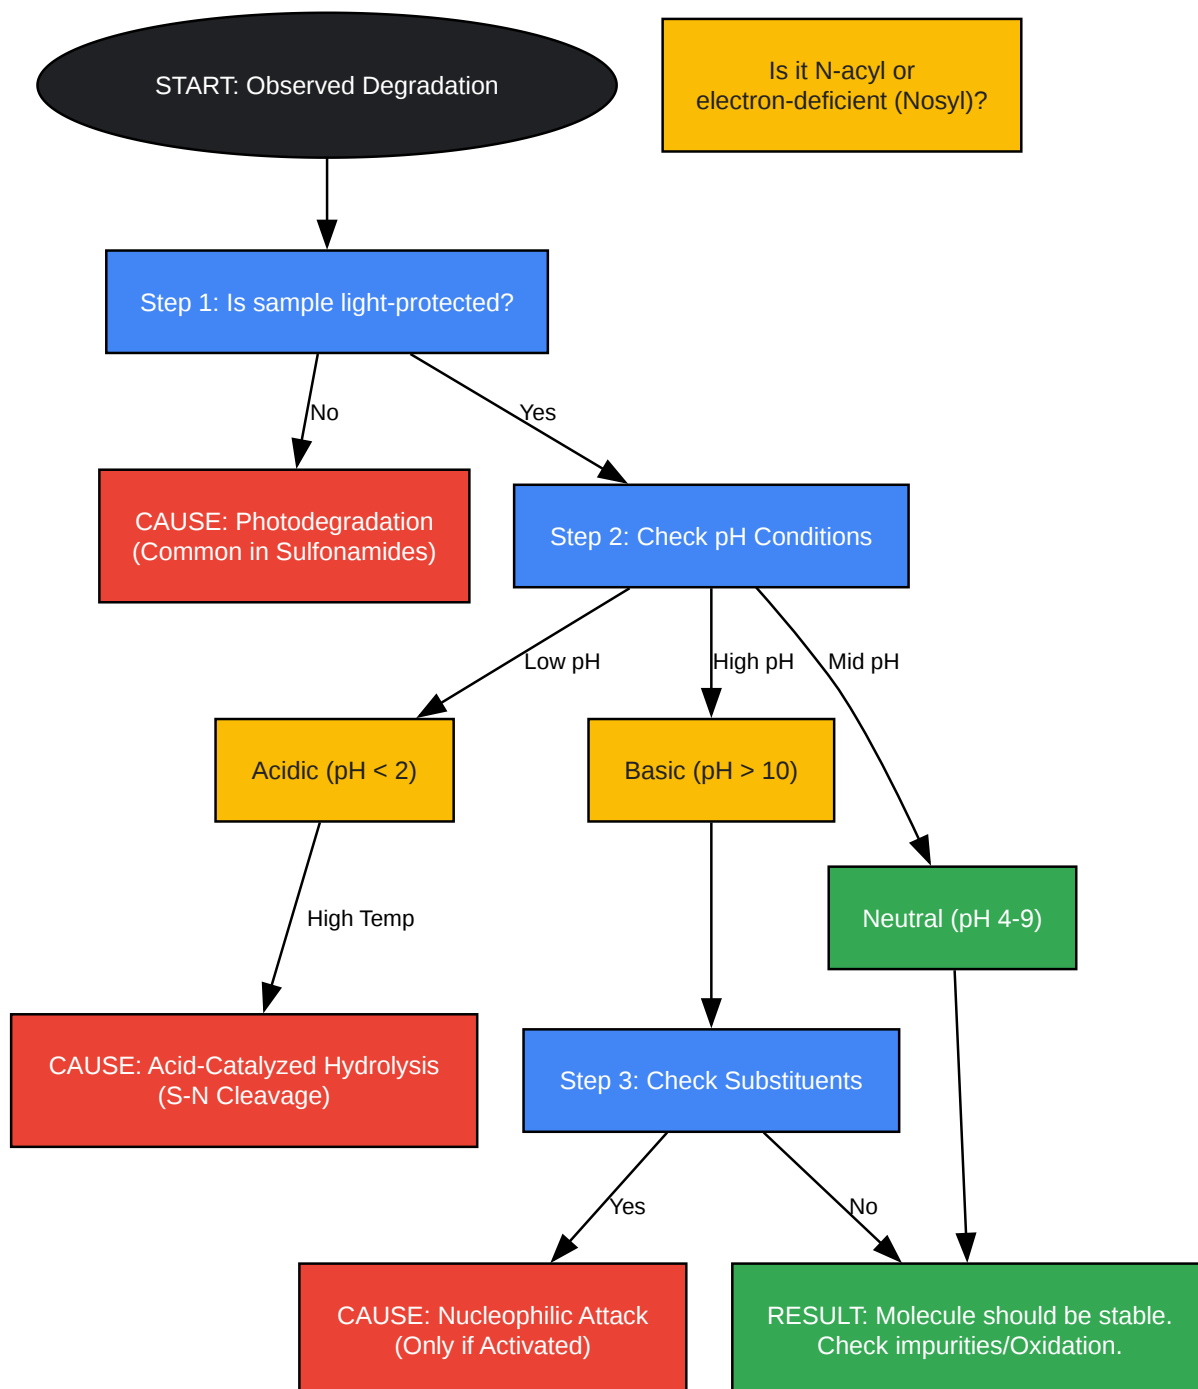 START: Observed Degradation
Is it N-acyl or
electron-deficient (Nosyl)?
Step 1: Is sample light-protected?
No
Yes
CAUSE: Photodegradation
(Common in Sulfonamides)
Step 2: Check pH Conditions
Low pH
High pH
Mid pH
Acidic (pH < 2)
Basic (pH > 10)
Neutral (pH 4-9)
High Temp
CAUSE: Acid-Catalyzed Hydrolysis
(S-N Cleavage)
Step 3: Check Substituents
Yes
No
CAUSE: Nucleophilic Attack
(Only if Activated)
RESULT: Molecule should be stable.
Check impurities/Oxidation.